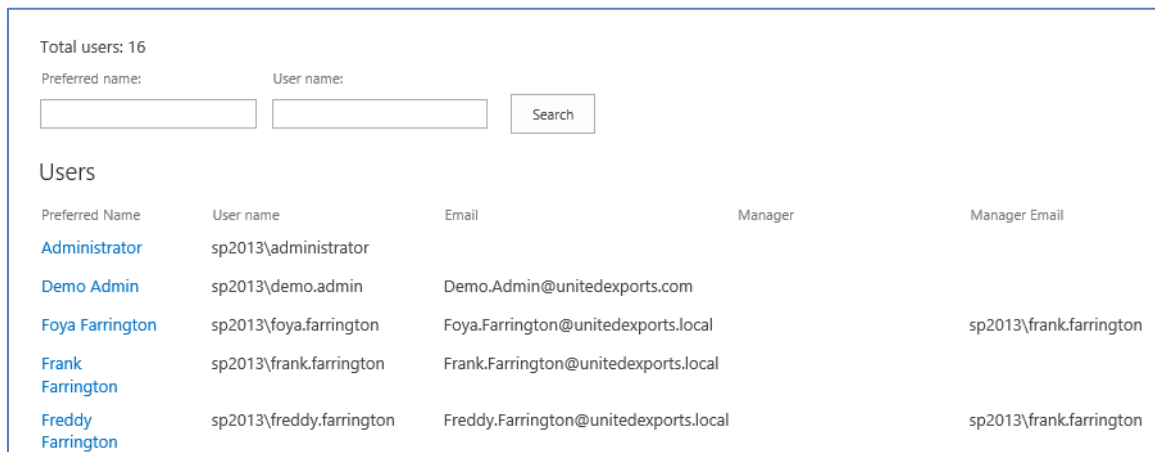 Total users: 16
Preferred name: User name:
Search
Users
Preferred Name User name Email Manager Manager Email
Administrator sp2013\administrator
Demo Admin sp2013\demo.admin Demo.Admin@unitedexports.com
Foya Farrington sp2013\foya.farrington Foya.Farrington@unitedexports.local sp2013\frank.farrington
Frank sp2013\frank.farrington Frank.Farrington@unitedexports.local
Farrington
Freddy sp2013\freddy.farrington Freddy.Farrington@unitedexports.local sp2013\frank.farrington
Farrington